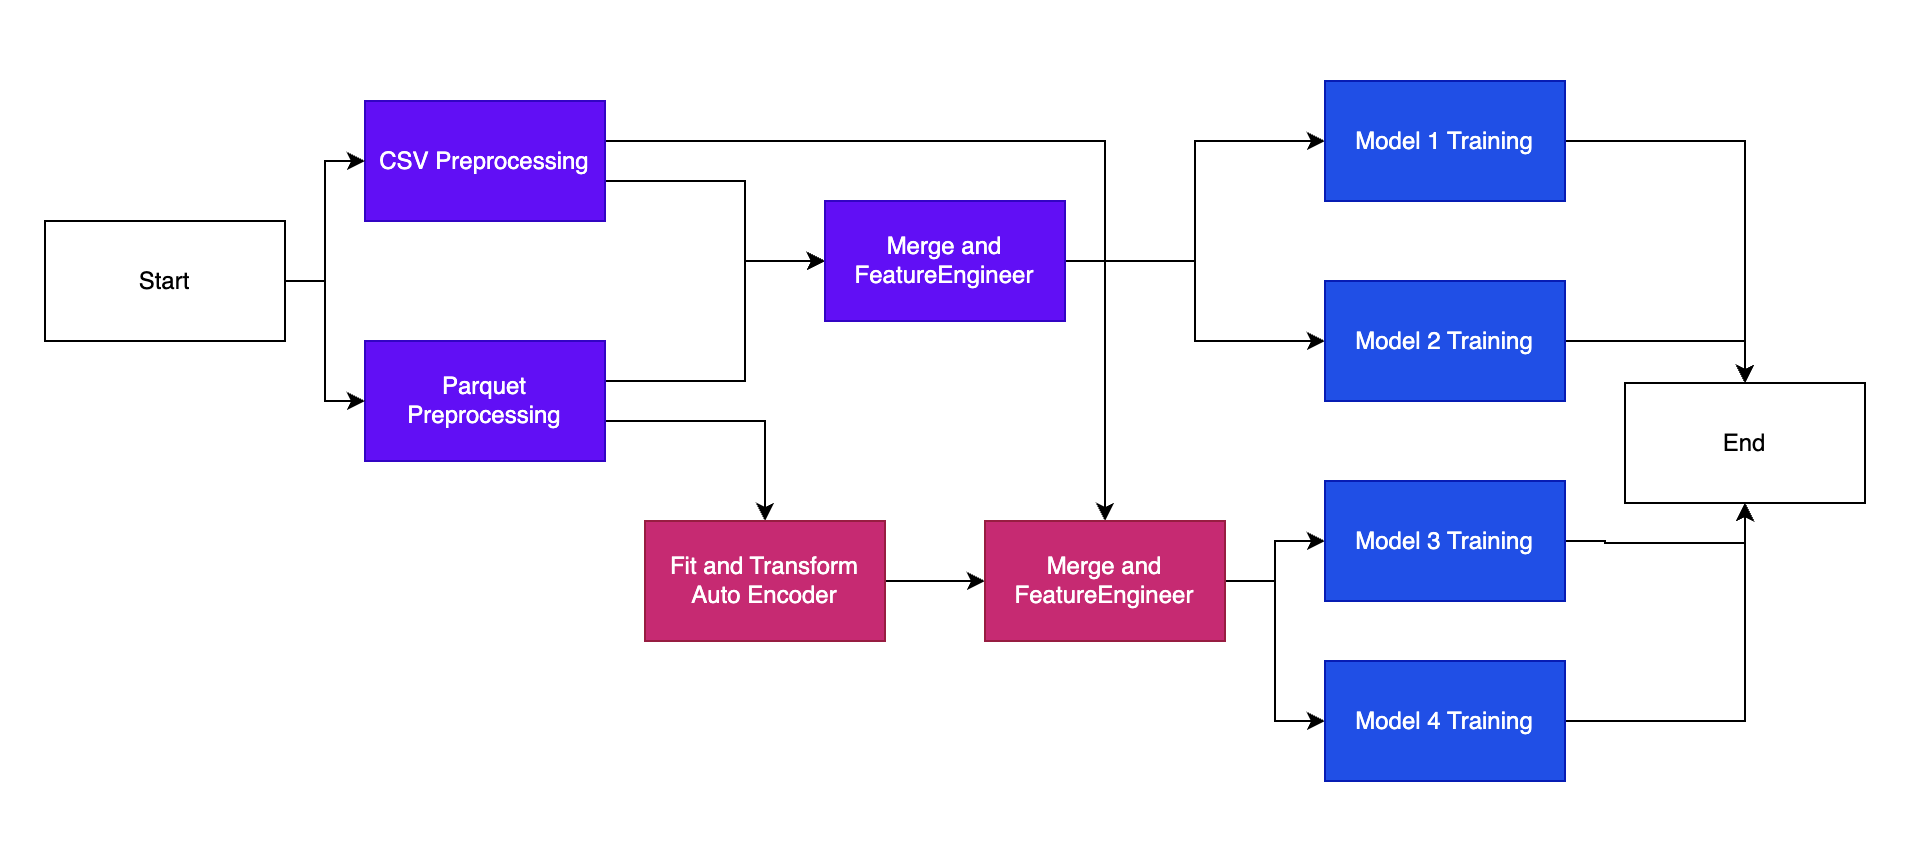 Start
CSV Preprocessing
Parquet
Preprocessing
Merge and
FeatureEngineer
Fit and Transform
Auto Encoder
Merge and
FeatureEngineer
Model 1 Training
Model 2 Training
Model 3 Training
Model 4 Training
End